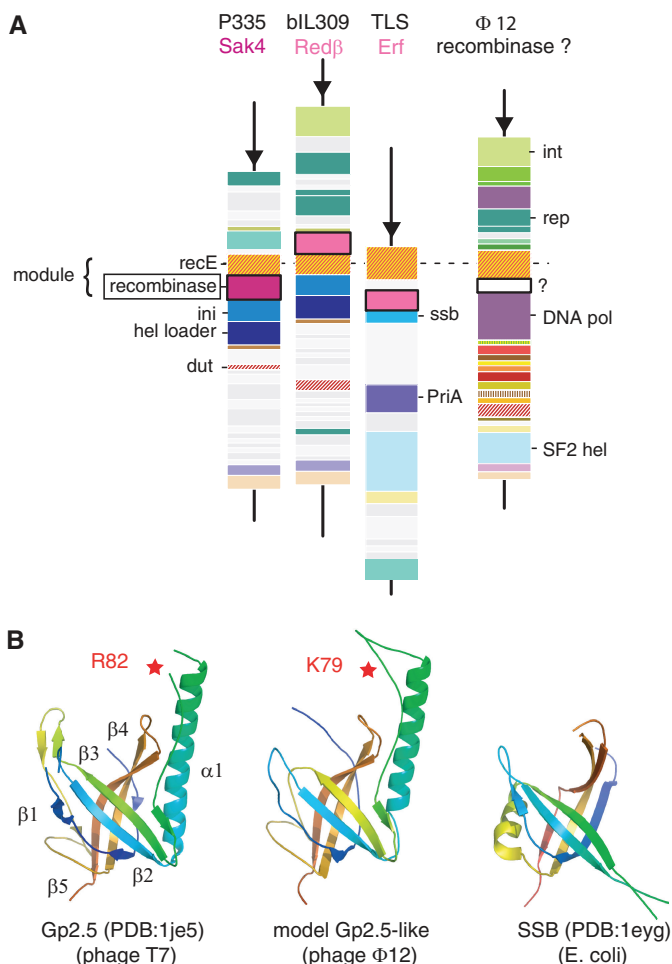 A
P335 bIL309 TLS Φ 12
Sak4 Redβ Erf recombinase ?
int
rep
module
recE
recombinase
?
ini
ssb
DNA pol
hel loader
dut
PriA
SF2 hel
B
R82
K79
β4
β3
α1
β1
β2
β5
Gp2.5 (PDB:1je5) model Gp2.5-like SSB (PDB:1eyg)
(phage T7) (phage Φ12) (E. coli)